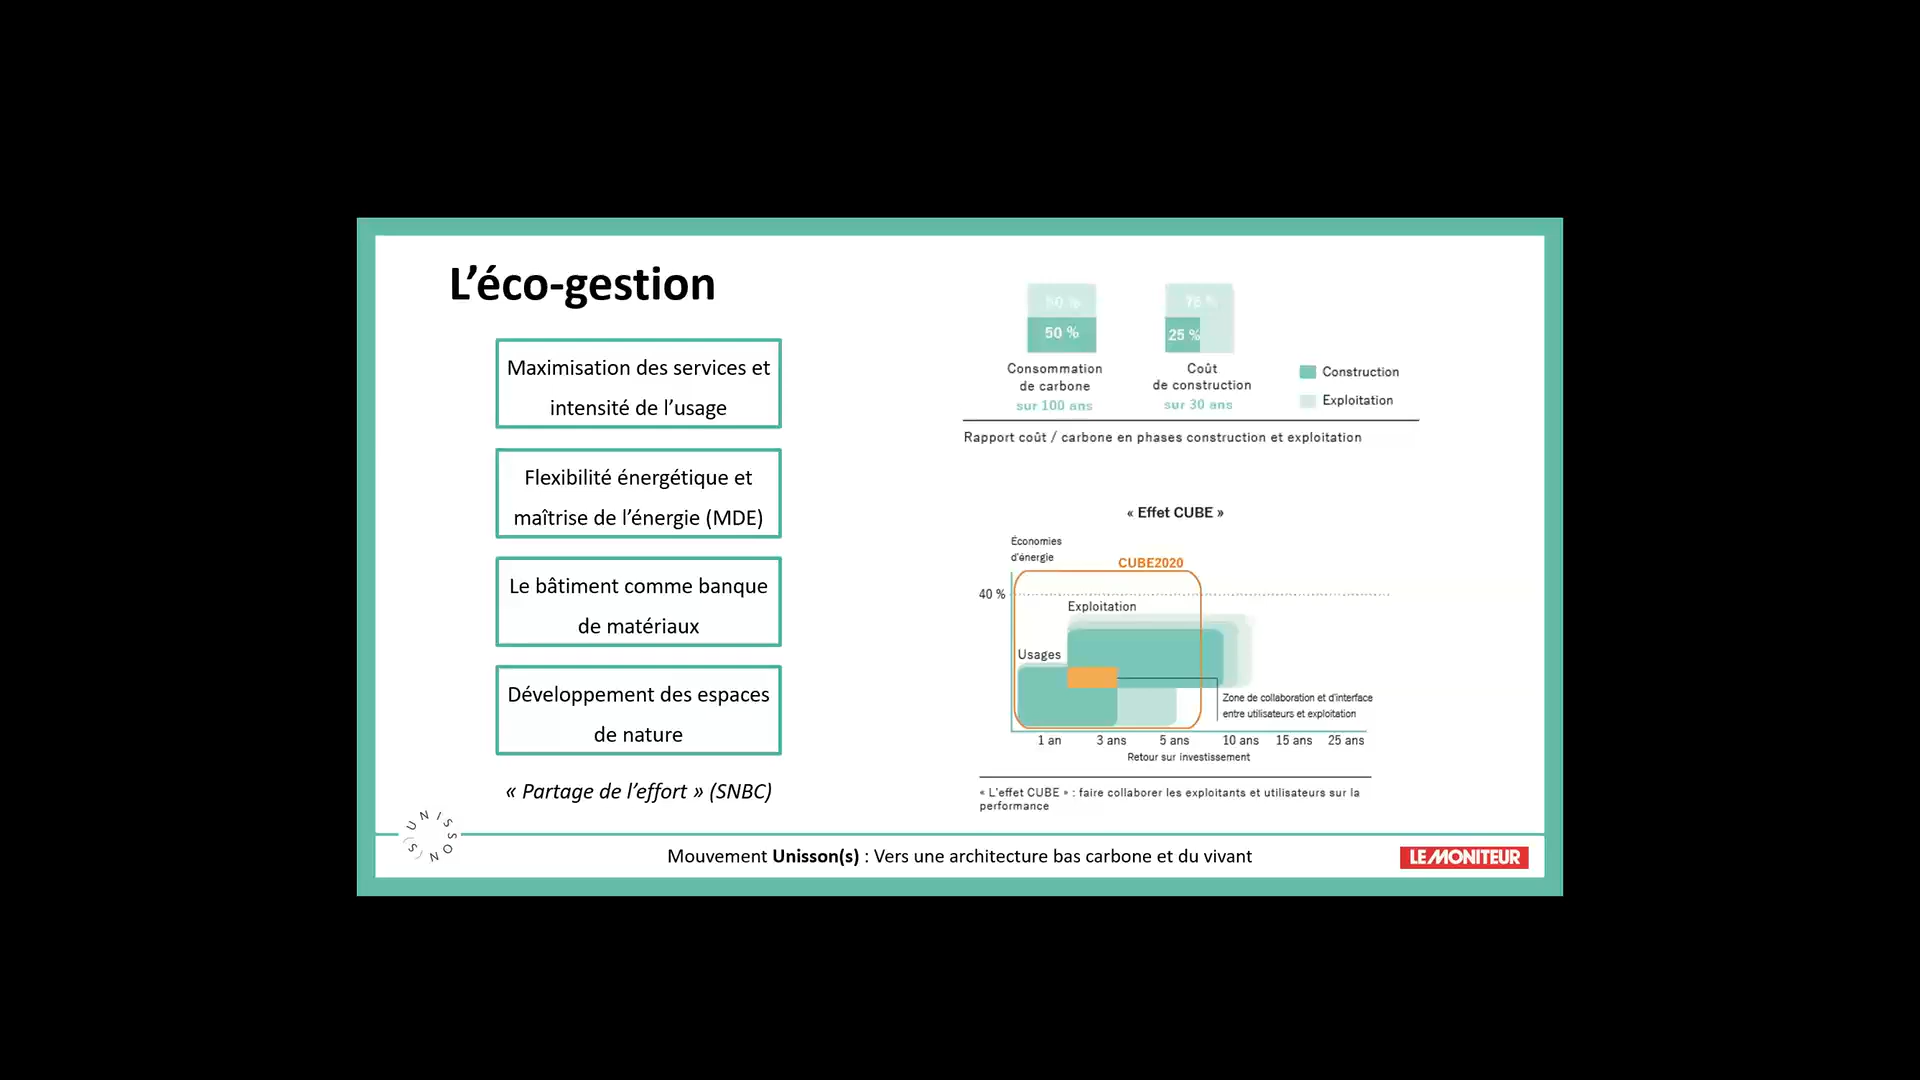 L’éco-gestion
Maximisation des services et
intensité de l’usage
Flexibilité énergétique et
maîtrise de l’énergie (MDE)
Le bâtiment comme banque
de matériaux
Développement des espaces
de nature
« Partage de l’effort » (SNBC)
50 %
50 %
Consommation
de carbone
sur 100 ans
75 %
25 %
Coût
de construction
sur 30 ans
Construction
Exploitation
Rapport coût / carbone en phases construction et exploitation
« Effet CUBE »
Économies
d'énergie
CUBE2020
40 %
Exploitation
Usages
Zone de collaboration et d'interface
entre utilisateurs et exploitation
1 an 3 ans 5 ans 10 ans 15 ans 25 ans
Retour sur investissement
« L'effet CUBE » : faire collaborer les exploitants et utilisateurs sur la
performance
UNISSON(S)
Mouvement Unisson(s) : Vers une architecture bas carbone et du vivant
LE MONITEUR